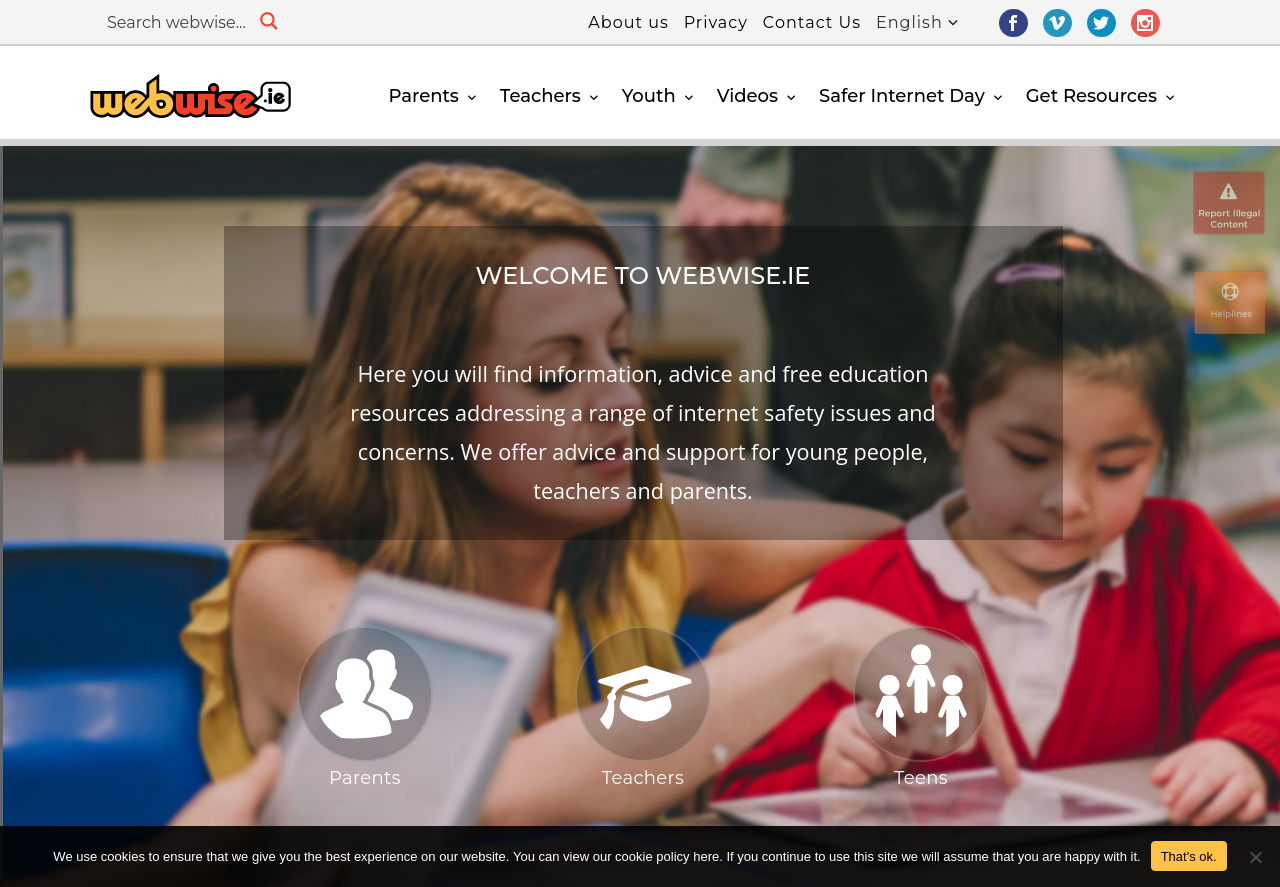 Search webwise...
About us Privacy Contact Us English
webwise.ie
Parents Teachers Youth Videos Safer Internet Day Get Resources
Report Illegal
Content
Helplines
WELCOME TO WEBWISE.IE
Here you will find information, advice and free education
resources addressing a range of internet safety issues and
concerns. We offer advice and support for young people,
teachers and parents.
Parents Teachers Teens
We use cookies to ensure that we give you the best experience on our website. You can view our cookie policy here. If you continue to use this site we will assume that you are happy with it. That's ok.